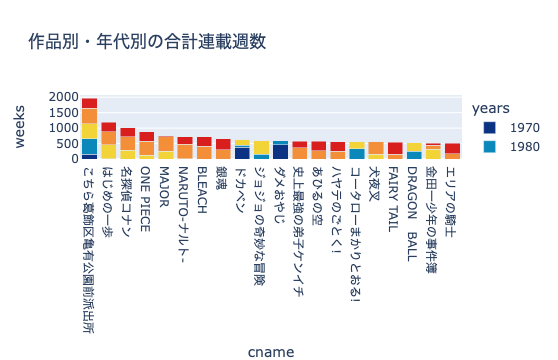 作品別・年代別の合計連載週数
2000
1500
1000
500
0
weeks
years
1970
1980
こちら葛飾区亀有公園前派出所
はじめの一歩
名探偵コナン
ONE PIECE
MAJOR
NARUTO-ナルト-
BLEACH
銀魂
ドカベン
ジョジョの奇妙な冒険
ダメおやじ
史上最強の弟子ケンイチ
あひるの空
ハヤテのごとく!
コータローまかりとおる!
犬夜叉
FAIRY TAIL
DRAGON BALL
金田一少年の事件簿
エリアの騎士
cname